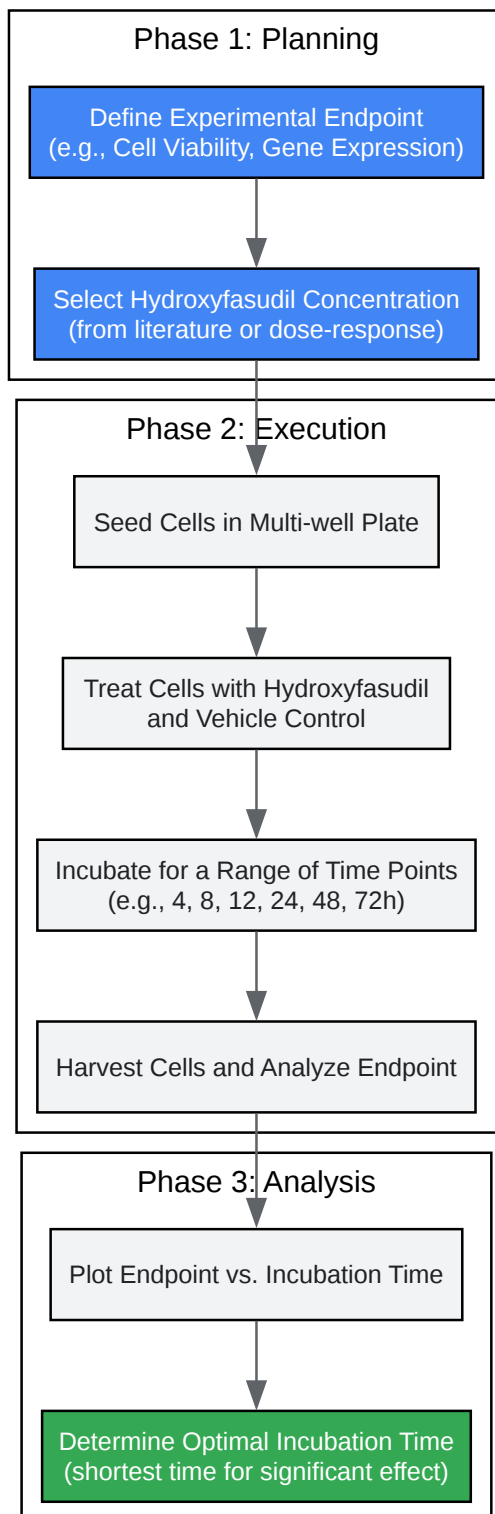 Phase 1: Planning
Define Experimental Endpoint
(e.g., Cell Viability, Gene Expression)
Select Hydroxyfasudil Concentration
(from literature or dose-response)
Phase 2: Execution
Seed Cells in Multi-well Plate
Treat Cells with Hydroxyfasudil
and Vehicle Control
Incubate for a Range of Time Points
(e.g., 4, 8, 12, 24, 48, 72h)
Harvest Cells and Analyze Endpoint
Phase 3: Analysis
Plot Endpoint vs. Incubation Time
Determine Optimal Incubation Time
(shortest time for significant effect)